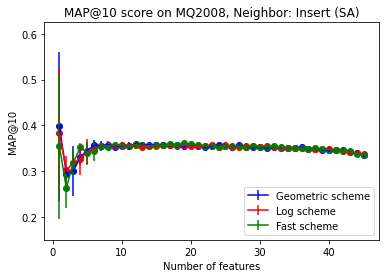 MAP@10 score on MQ2008, Neighbor: Insert (SA)
0.6
0.5
0.4
0.3
0.2
MAP@10
0
10
20
30
40
Number of features
Geometric scheme
Log scheme
Fast scheme